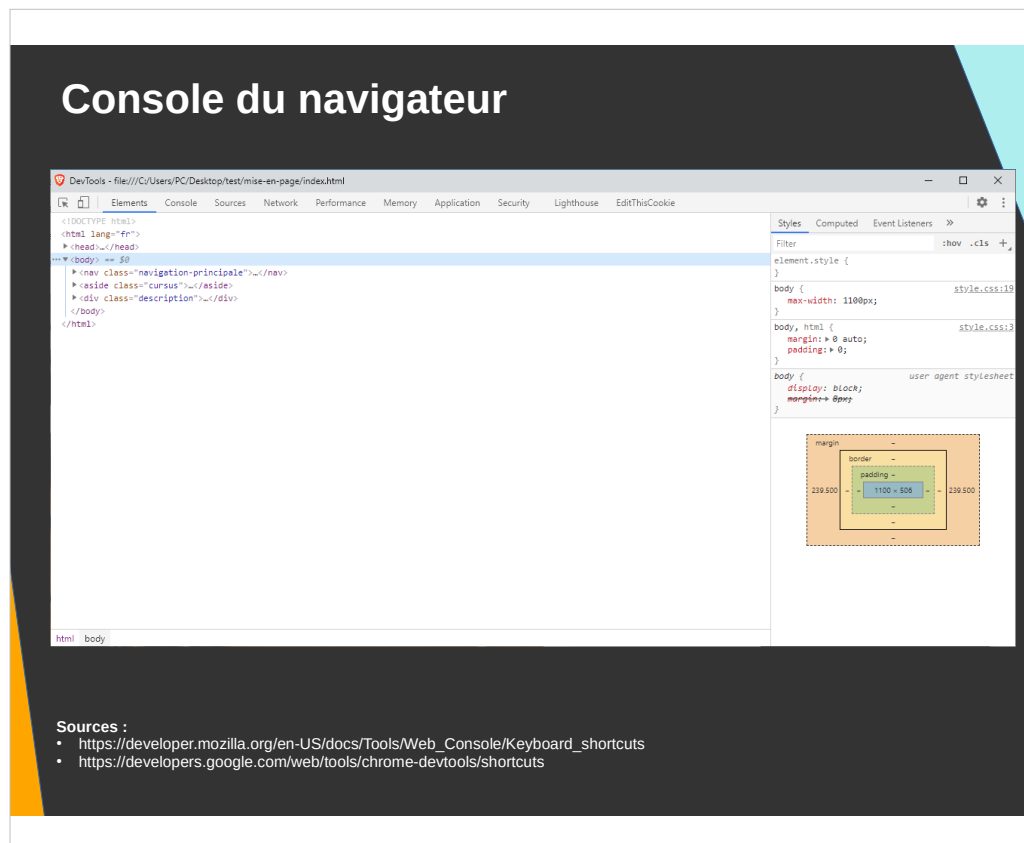 Console du navigateur
DevTools - file:///C:/Users/PC/Desktop/test/mise-en-page/index.html
Elements Console Sources Network Performance Memory Application Security Lighthouse EditThisCookie
<!DOCTYPE html>
<html lang="fr">
<head>…</head>
<body> == $0
<nav class="navigation-principale">…</nav>
<aside class="cursus">…</aside>
<div class="description">…</div>
</body>
</html>
html body
Styles Computed Event Listeners »
Filter :hov .cls +
element.style {
}
body { style.css:19
max-width: 1100px;
}
body, html { style.css:3
margin: 0 auto;
padding: 0;
}
body { user agent stylesheet
display: block;
margin: 8px;
}
margin –
border –
padding –
239.500 – – 1100 × 506 – – 239.500
–
–
–
Sources :
• https://developer.mozilla.org/en-US/docs/Tools/Web_Console/Keyboard_shortcuts
• https://developers.google.com/web/tools/chrome-devtools/shortcuts